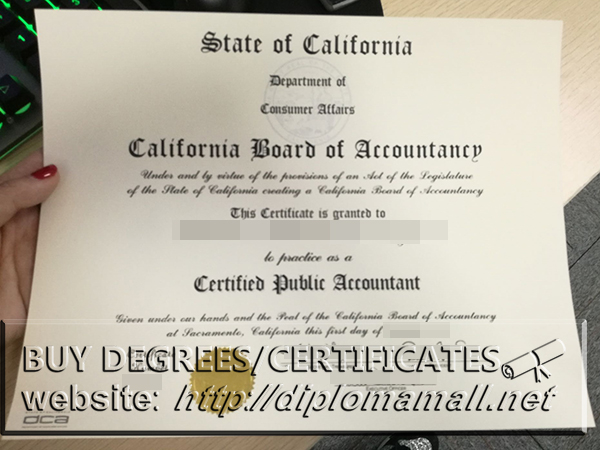 State of California
Department of
Consumer Affairs
California Board of Accountancy
Under and by virtue of the provisions of an Act of the Legislature
of the State of California creating a California Board of Accountancy
This Certificate is granted to
to practice as a
Certified Public Accountant
Given under our hands and the Seal of the California Board of Accountancy
at Sacramento, California this first day of
BUY DEGREES/CERTIFICATES
Executive Officer
website: http://diplomamall.net
dca